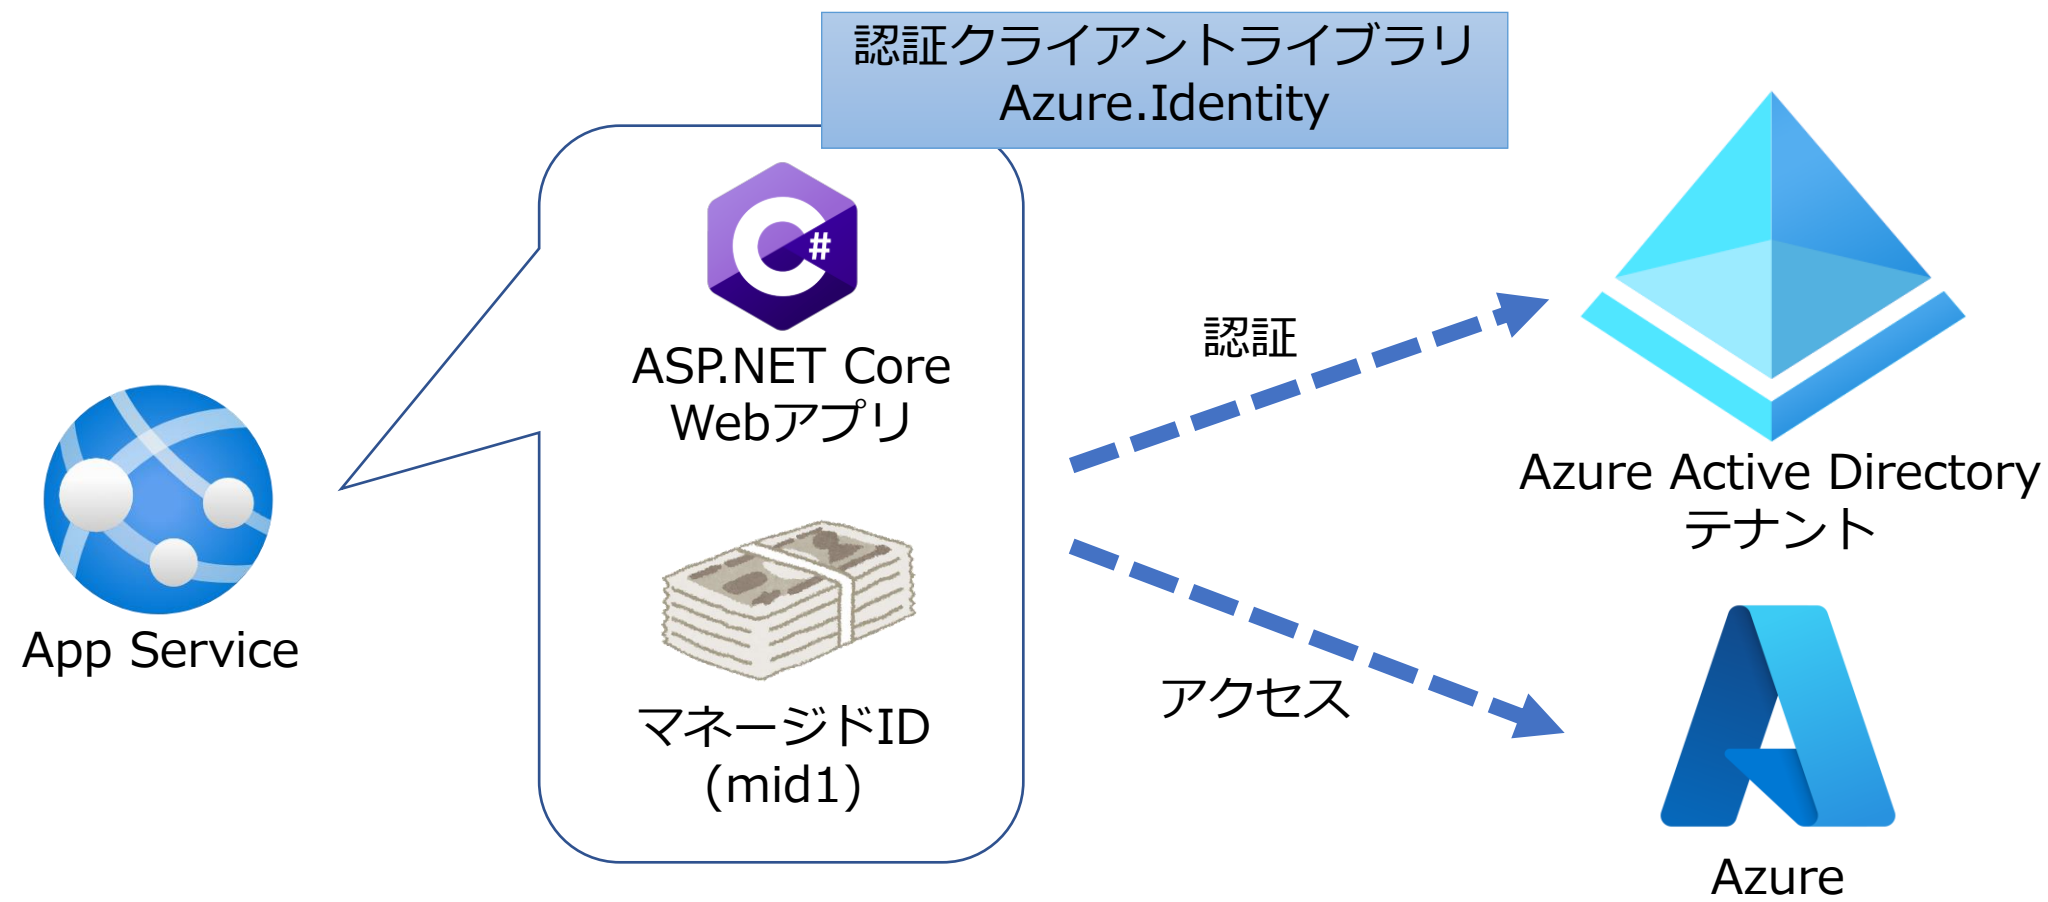 認証クライアントライブラリ
Azure.Identity
C#
ASP.NET Core
Webアプリ
マネージドID
(mid1)
App Service
認証
アクセス
Azure Active Directory
テナント
Azure